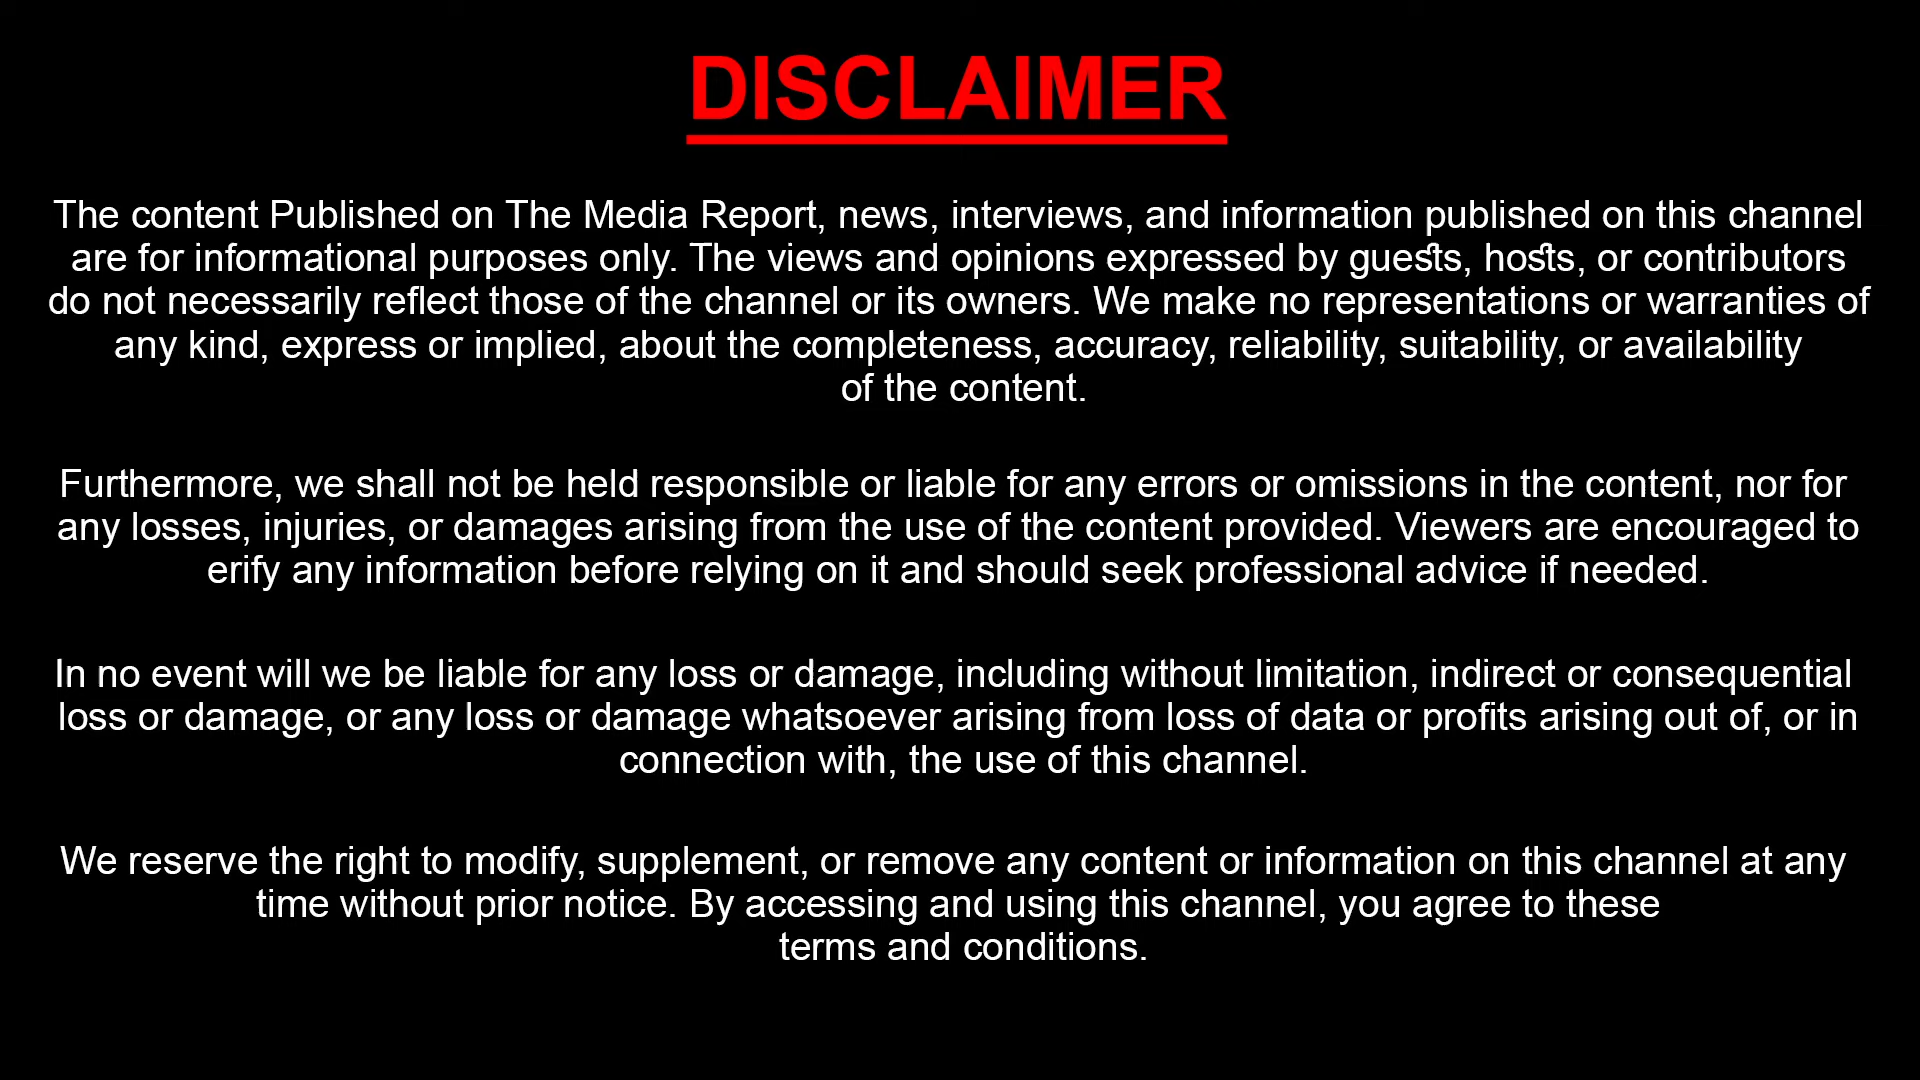 DISCLAIMER
The content Published on The Media Report, news, interviews, and information published on this channel
are for informational purposes only. The views and opinions expressed by guests, hosts, or contributors
do not necessarily reflect those of the channel or its owners. We make no representations or warranties of
any kind, express or implied, about the completeness, accuracy, reliability, suitability, or availability
of the content.
Furthermore, we shall not be held responsible or liable for any errors or omissions in the content, nor for
any losses, injuries, or damages arising from the use of the content provided. Viewers are encouraged to
erify any information before relying on it and should seek professional advice if needed.
In no event will we be liable for any loss or damage, including without limitation, indirect or consequential
loss or damage, or any loss or damage whatsoever arising from loss of data or profits arising out of, or in
connection with, the use of this channel.
We reserve the right to modify, supplement, or remove any content or information on this channel at any
time without prior notice. By accessing and using this channel, you agree to these
terms and conditions.